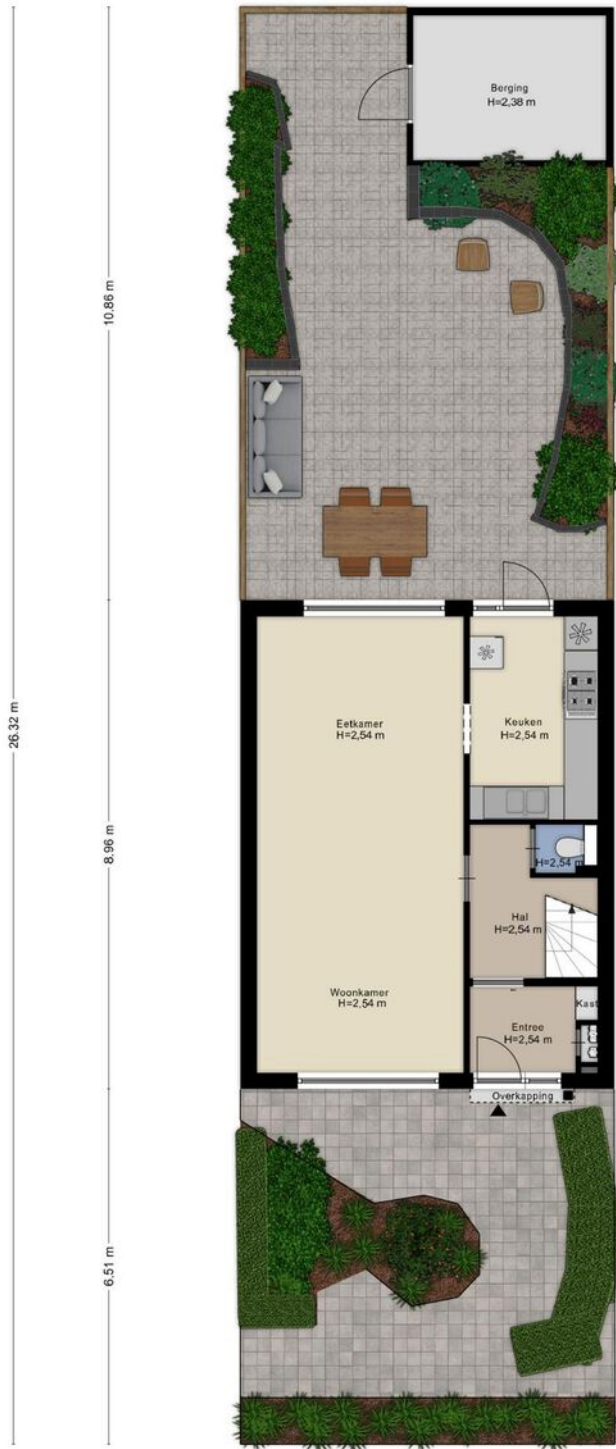 Berging
H=2,38 m
10.86 m
26.32 m
Eetkamer
H=2,54 m
Keuken
H=2,54 m
8.96 m
H=2,54 m
Hal
H=2,54 m
Woonkamer
H=2,54 m
Kast
Entree
H=2,54 m
Overkapping
6.51 m